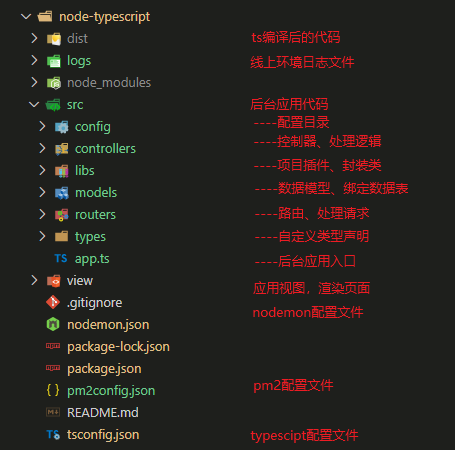 node-typescript
dist ts编译后的代码
logs 线上环境日志文件
node_modules
src 后台应用代码
config ----配置目录
controllers ----控制器、处理逻辑
libs ----项目插件、封装类
models ----数据模型、绑定数据表
routers ----路由、处理请求
types ----自定义类型声明
TS app.ts ----后台应用入口
view 应用视图，渲染页面
.gitignore
nodemon.json nodemon配置文件
package-lock.json
package.json
{ } pm2config.json pm2配置文件
README.md
TS tsconfig.json typescipt配置文件